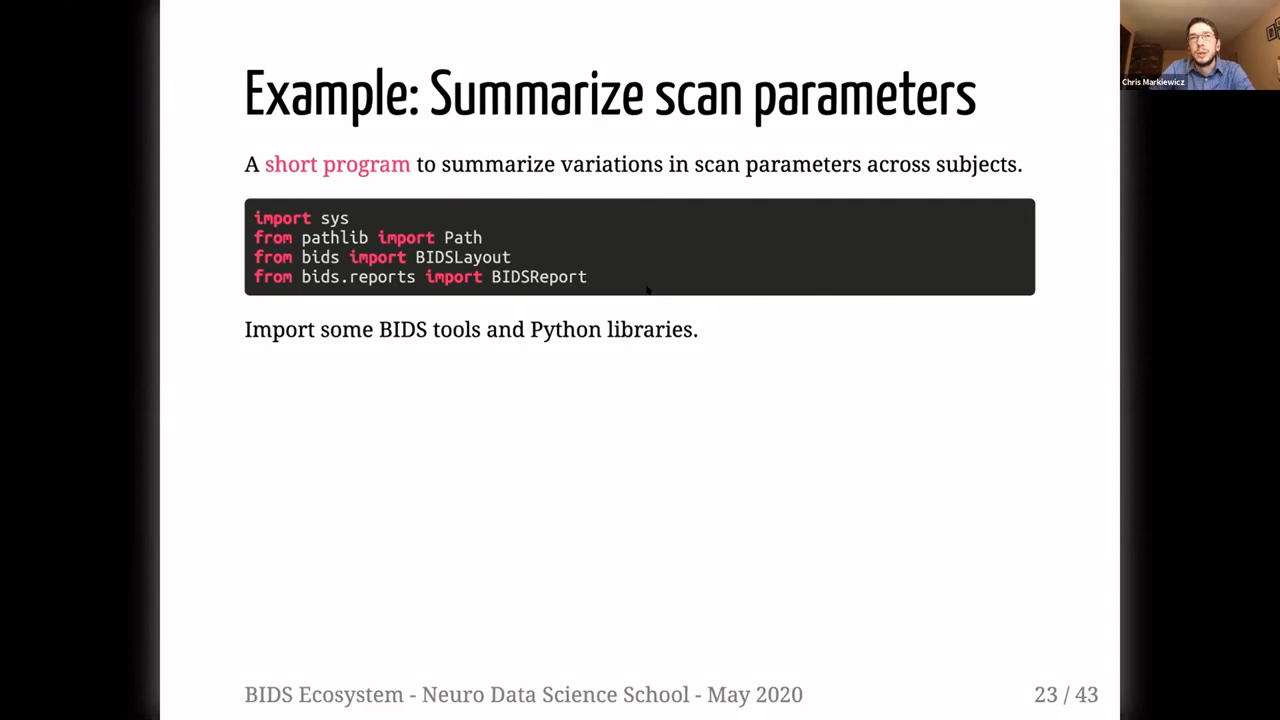 Example: Summarize scan parameters
A short program to summarize variations in scan parameters across subjects.
import sys
from pathlib import Path
from bids import BIDSLayout
from bids.reports import BIDSReport
Import some BIDS tools and Python libraries.
BIDS Ecosystem - Neuro Data Science School - May 2020
23 / 43
Chris Markiewicz